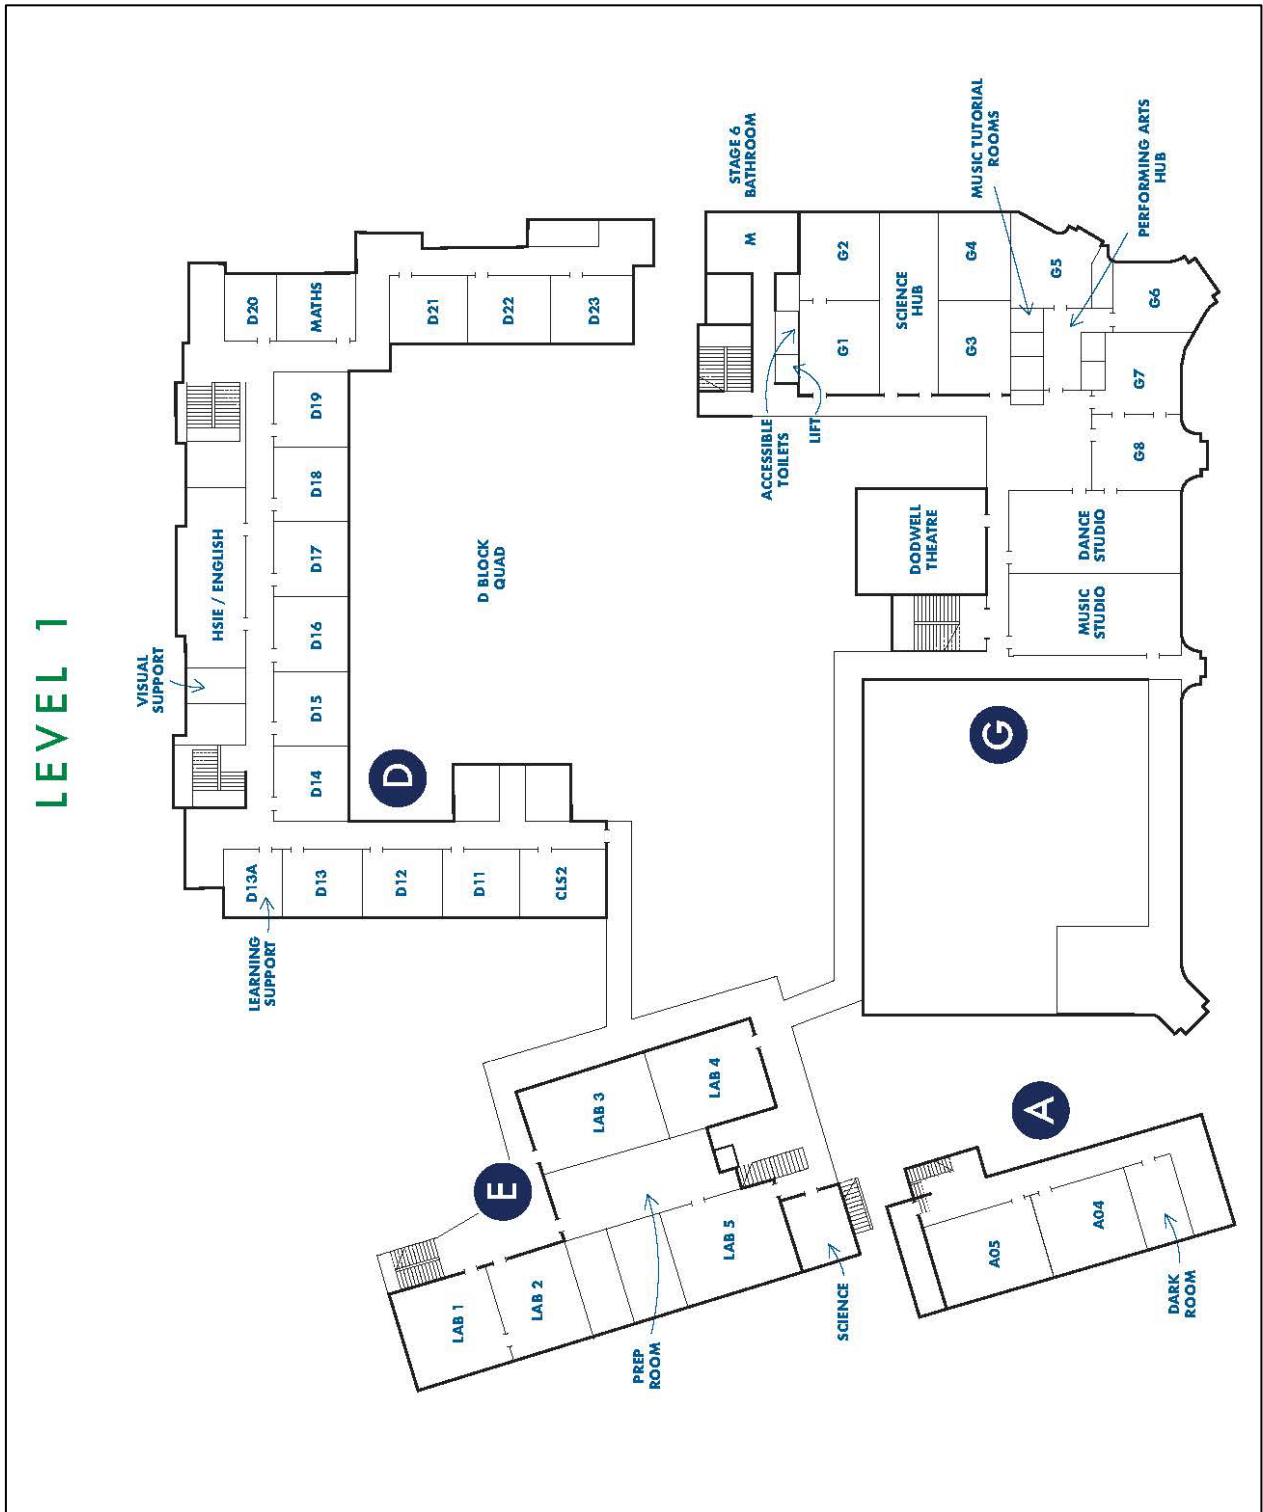 LEVEL 1
LEARNING
SUPPORT
D13A
D13
D12
D11
CLS2
D14
D15
D16
D17
D18
D19
VISUAL
SUPPORT
HSIE / ENGLISH
D20
MATHS
D21
D22
D23
D
D BLOCK
QUAD
STAGE 6
BATHROOM
M
ACCESSIBLE
TOILETS
LIFT
G1
G2
SCIENCE
HUB
G3
G4
MUSIC TUTORIAL
ROOMS
PERFORMING ARTS
HUB
G5
G6
G7
G8
DODWELL
THEATRE
DANCE
STUDIO
MUSIC
STUDIO
G
E
LAB 1
LAB 2
LAB 3
LAB 4
LAB 5
PREP
ROOM
SCIENCE
A
A05
A04
DARK
ROOM